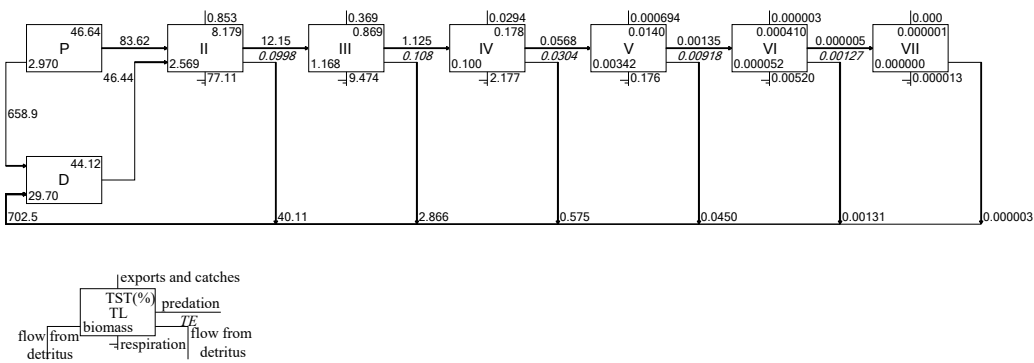 0.853 0.369 0.0294 0.000694 0.000003 0.000
46.64 8.179 0.869 0.178 0.0140 0.000410 0.000001
P 83.62 II 12.15 III 1.125 IV 0.0568 V 0.00135 VI 0.000005 VII
0.0998 0.108 0.0304 0.00918 0.00127
2.970 2.569 1.168 0.100 0.00342 0.000052 0.000000
46.44 77.11 9.474 2.177 0.176 0.00520 0.000013
658.9
44.12
D
29.70
702.5 40.11 2.866 0.575 0.0450 0.00131 0.000003
exports and catches
TST(%)
TL
predation
biomass
TE
flow from
detritus
respiration
flow from
detritus